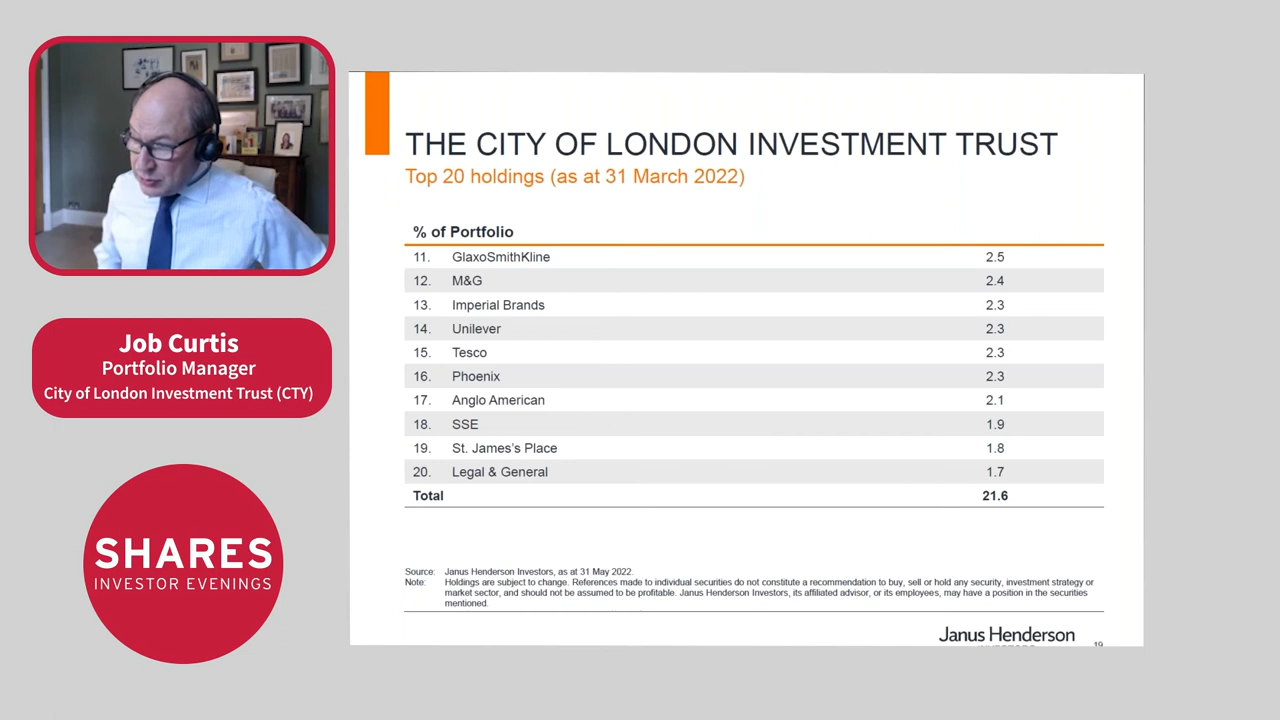 Job Curtis
Portfolio Manager
City of London Investment Trust (CTY)
SHARES
INVESTOR EVENINGS
THE CITY OF LONDON INVESTMENT TRUST
Top 20 holdings (as at 31 March 2022)
% of Portfolio
11. GlaxoSmithKline 2.5
12. M&G 2.4
13. Imperial Brands 2.3
14. Unilever 2.3
15. Tesco 2.3
16. Phoenix 2.3
17. Anglo American 2.1
18. SSE 1.9
19. St. James's Place 1.8
20. Legal & General 1.7
Total 21.6
Source: Janus Henderson Investors, as at 31 May 2022.
Note: Holdings are subject to change. References made to individual securities do not constitute a recommendation to buy, sell or hold any security, investment strategy or
market sector, and should not be assumed to be profitable. Janus Henderson Investors, its affiliated advisor, or its employees, may have a position in the securities
mentioned.
Janus Henderson
19